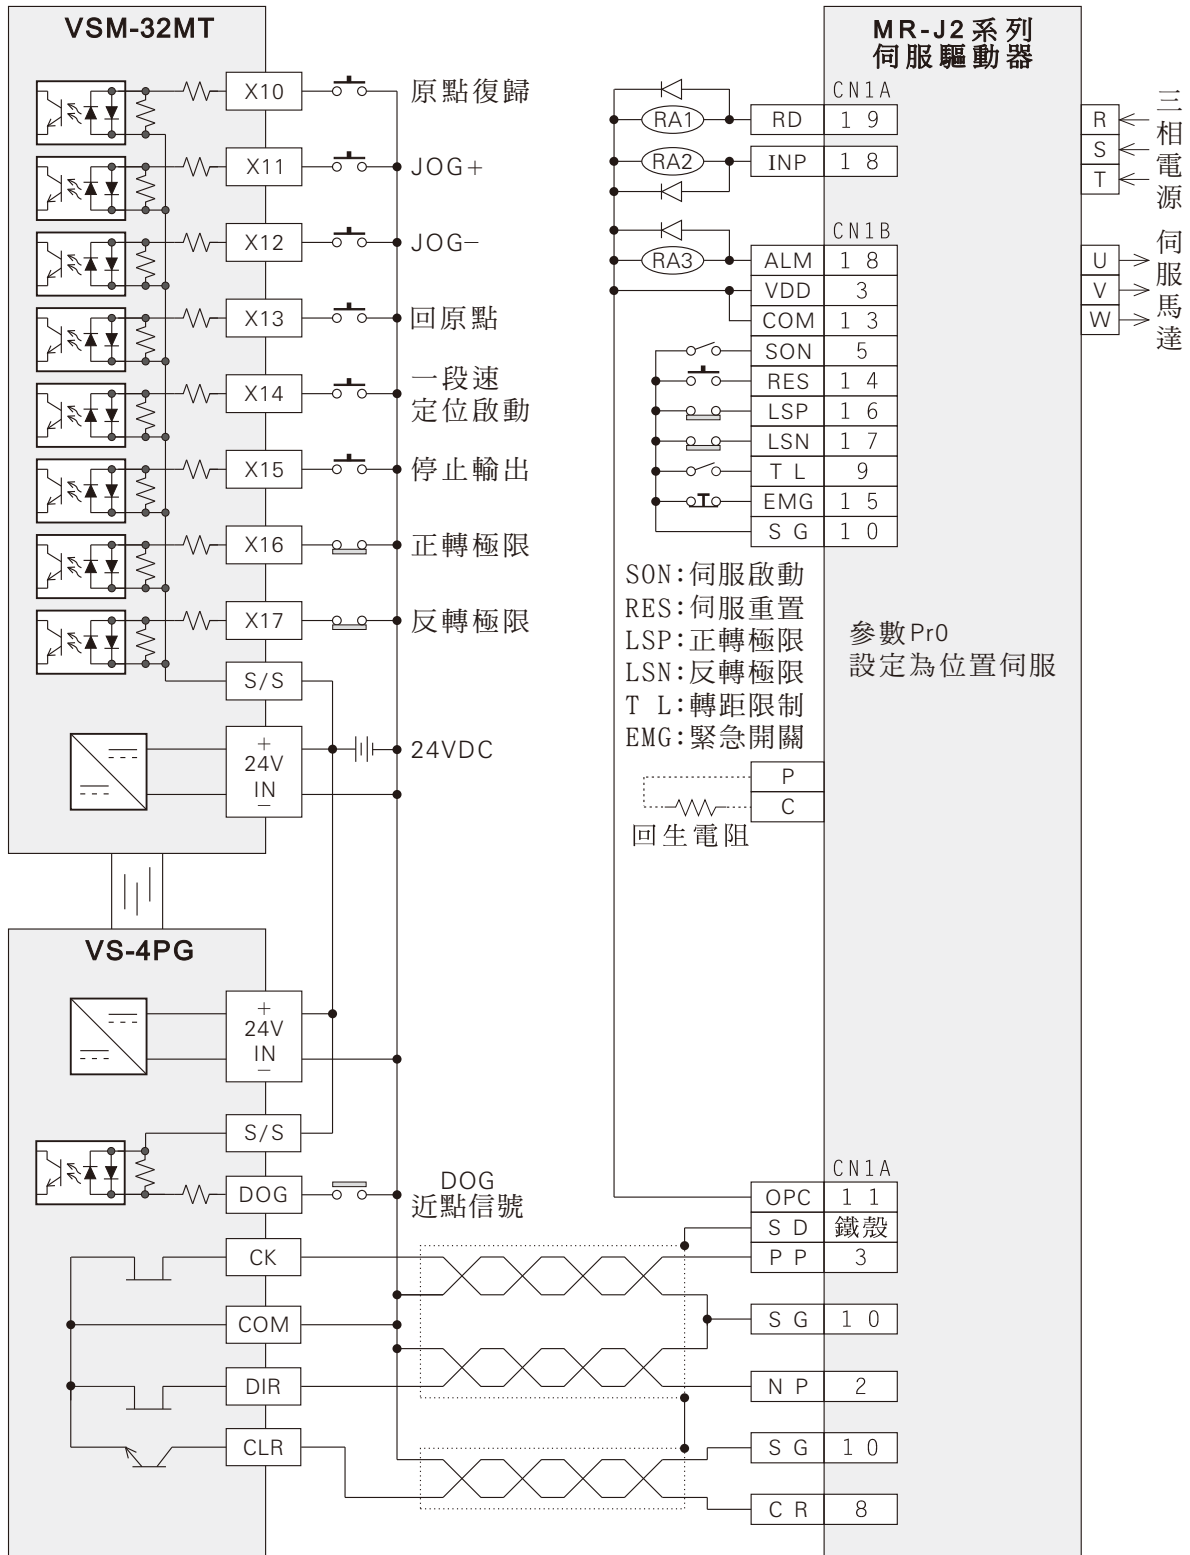 VSM-32MT
X10
原點復歸
X11
JOG+
X12
JOG−
X13
回原點
X14
一段速
定位啟動
X15
停止輸出
X16
正轉極限
X17
反轉極限
S/S
+
24V
IN
−
24VDC
VS-4PG
+
24V
IN
−
S/S
DOG
DOG
近點信號
CK
COM
DIR
CLR
MR-J2系列
伺服驅動器
CN1A
RA1
RD 19
RA2
INP 18
CN1B
RA3
ALM 18
VDD 3
COM 13
SON 5
RES 14
LSP 16
LSN 17
TL 9
EMG 15
SG 10
SON:伺服啟動
RES:伺服重置
LSP:正轉極限
LSN:反轉極限
T L:轉距限制
EMG:緊急開關
參數Pr0
設定為位置伺服
P
C
回生電阻
R
S
T
三相電源
U
V
W
伺服馬達
CN1A
OPC 11
SD 鐵殼
PP 3
SG 10
NP 2
SG 10
CR 8